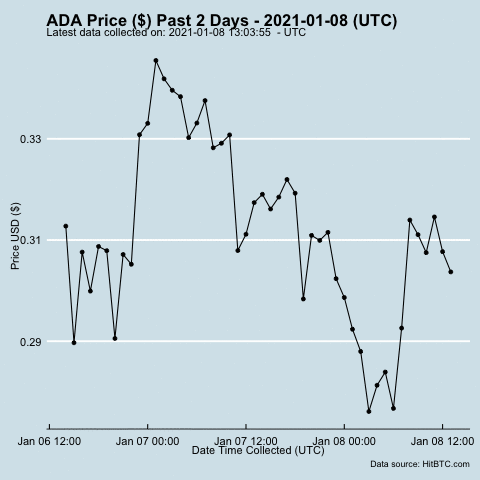 ADA Price ($) Past 2 Days - 2021-01-08 (UTC)
Latest data collected on: 2021-01-08 13:03:55 - UTC
0.33
0.31
0.29
Price USD ($)
Jan 06 12:00 Jan 07 00:00 Jan 07 12:00 Jan 08 00:00 Jan 08 12:00
Date Time Collected (UTC)
Data source: HitBTC.com